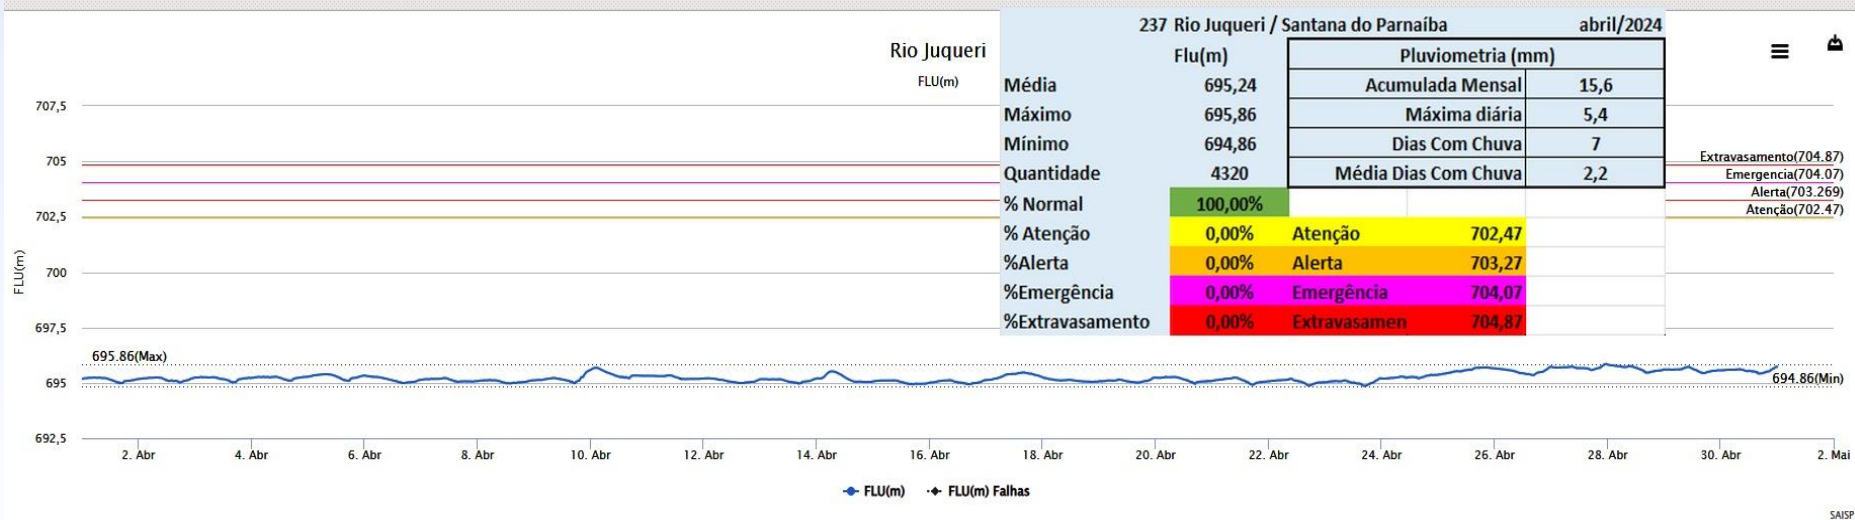 237 Rio Juqueri / Santana do Parnaíba abril/2024
Rio Juqueri
FLU(m)
Flu(m) Pluviometria (mm)
Média 695,24 Acumulada Mensal 15,6
Máximo 695,86 Máxima diária 5,4
Mínimo 694,86 Dias Com Chuva 7
Quantidade 4320 Média Dias Com Chuva 2,2
% Normal 100,00%
% Atenção 0,00% Atenção 702,47
%Alerta 0,00% Alerta 703,27
%Emergência 0,00% Emergência 704,07
%Extravasamento 0,00% Extravasamen 704,87
Extravasamento(704.87)
Emergencia(704.07)
Alerta(703.269)
Atenção(702.47)
FLU(m)
707,5
705
702,5
700
697,5
695
692,5
695.86(Max)
694.86(Min)
2. Abr 4. Abr 6. Abr 8. Abr 10. Abr 12. Abr 14. Abr 16. Abr 18. Abr 20. Abr 22. Abr 24. Abr 26. Abr 28. Abr 30. Abr 2. Mai
FLU(m) FLU(m) Falhas
SAISP